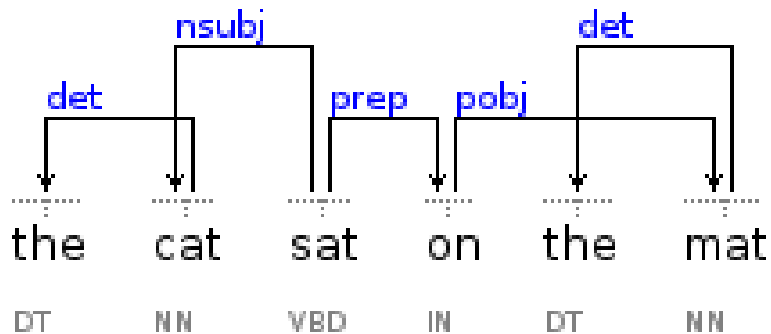 nsubj det
det prep pobj
the cat sat on the mat
DT NN VBD IN DT NN